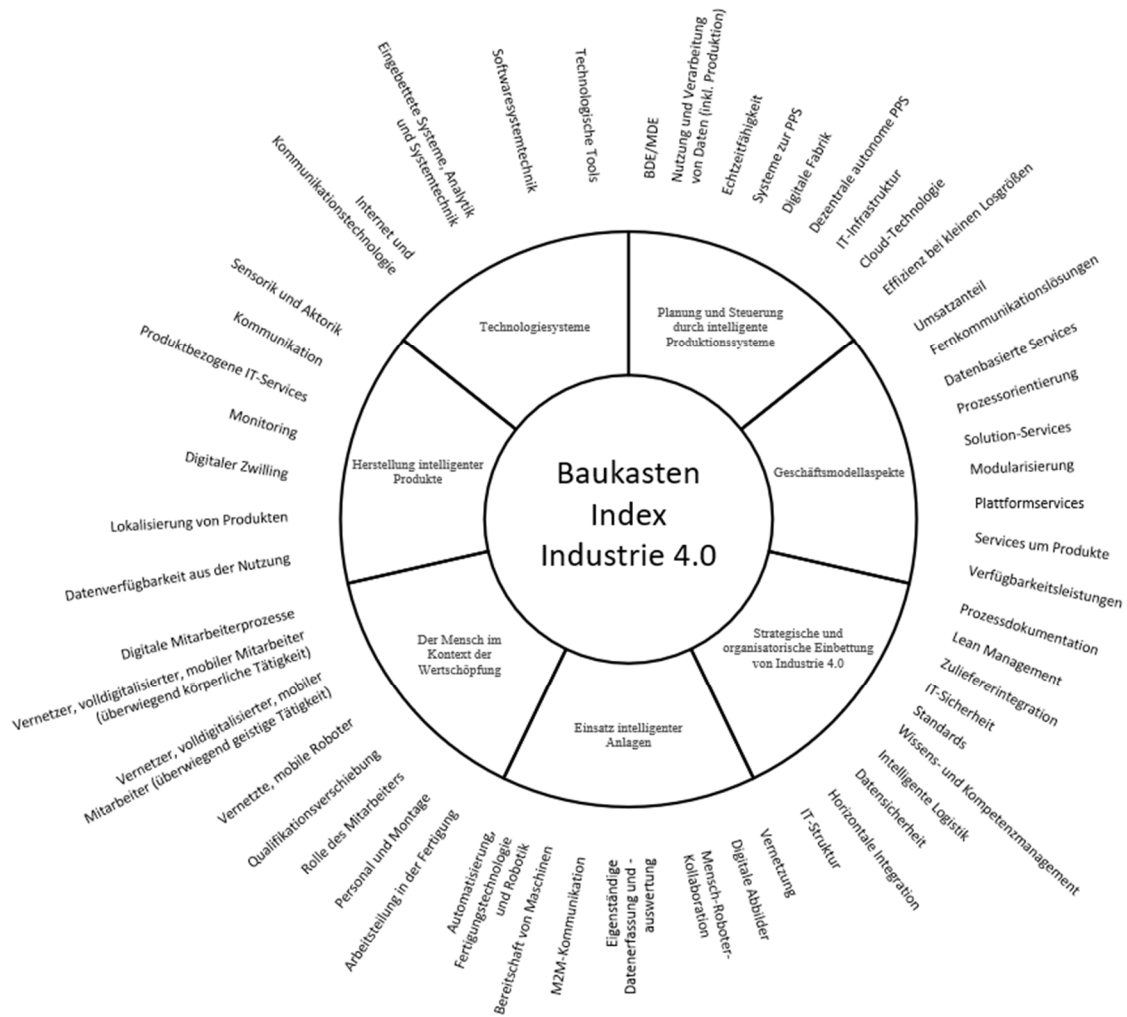 Baukasten
Index
Industrie 4.0
Planung und Steuerung
durch intelligente
Produktionssysteme
Geschäftsmodellaspekte
Strategische und
organisatorische Einbettung
von Industrie 4.0
Einsatz intelligenter
Anlagen
Der Mensch im
Kontext der
Wertschöpfung
Herstellung intelligenter
Produkte
Technologiesysteme
BDE/MDE
Nutzung und Verarbeitung
von Daten (inkl. Produktion)
Echtzeitfähigkeit
Systeme zur PPS
Digitale Fabrik
Dezentrale autonome PPS
IT-Infrastruktur
Cloud-Technologie
Effizienz bei kleinen Losgrößen
Umsatzanteil
Fernkommunikationslösungen
Datenbasierte Services
Prozessorientierung
Solution-Services
Modularisierung
Plattformservices
Services um Produkte
Verfügbarkeitsleistungen
Prozessdokumentation
Lean Management
Zuliefererintegration
IT-Sicherheit
Standards
Wissens- und Kompetenzmanagement
Intelligente Logistik
Datensicherheit
Horizontale Integration
IT-Struktur
Vernetzung
Digitale Abbilder
Mensch-Roboter-
Kollaboration
Eigenständige
Datenerfassung und -
auswertung
M2M-Kommunikation
Bereitschaft von Maschinen
Automatisierung,
Fertigungstechnologie
und Robotik
Arbeitsteilung in der Fertigung
Personal und Montage
Rolle des Mitarbeiters
Qualifikationsverschiebung
Vernetzte, mobile Roboter
Vernetzer, volldigitalisierter, mobiler
Mitarbeiter (überwiegend geistige Tätigkeit)
Vernetzer, volldigitalisierter, mobiler Mitarbeiter
(überwiegend körperliche Tätigkeit)
Digitale Mitarbeiterprozesse
Datenverfügbarkeit aus der Nutzung
Lokalisierung von Produkten
Digitaler Zwilling
Monitoring
Produktbezogene IT-Services
Kommunikation
Sensorik und Aktorik
Internet und
Kommunikationstechnologie
Eingebettete Systeme, Analytik
und Systemtechnik
Softwaresystemtechnik
Technologische Tools